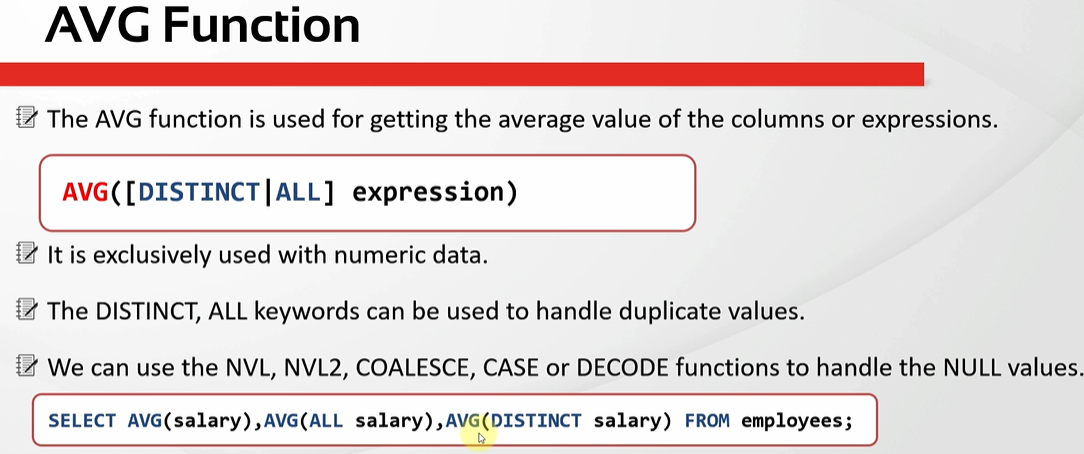 AVG Function
The AVG function is used for getting the average value of the columns or expressions.
AVG([DISTINCT|ALL] expression)
It is exclusively used with numeric data.
The DISTINCT, ALL keywords can be used to handle duplicate values.
We can use the NVL, NVL2, COALESCE, CASE or DECODE functions to handle the NULL values.
SELECT AVG(salary),AVG(ALL salary),AVG(DISTINCT salary) FROM employees;